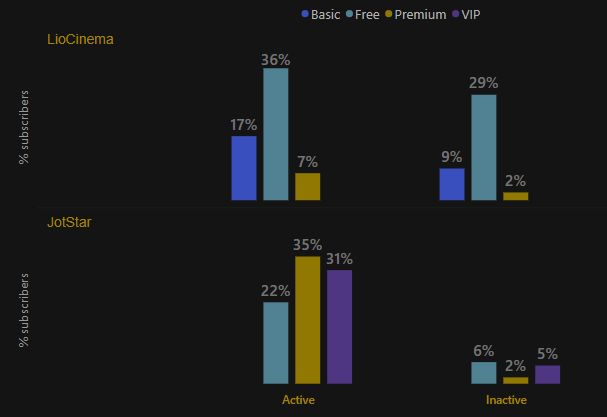 Basic Free Premium VIP
LioCinema
% subscribers
36%
29%
17%
9%
7%
2%
JotStar
% subscribers
35%
31%
22%
6%
5%
2%
Active Inactive